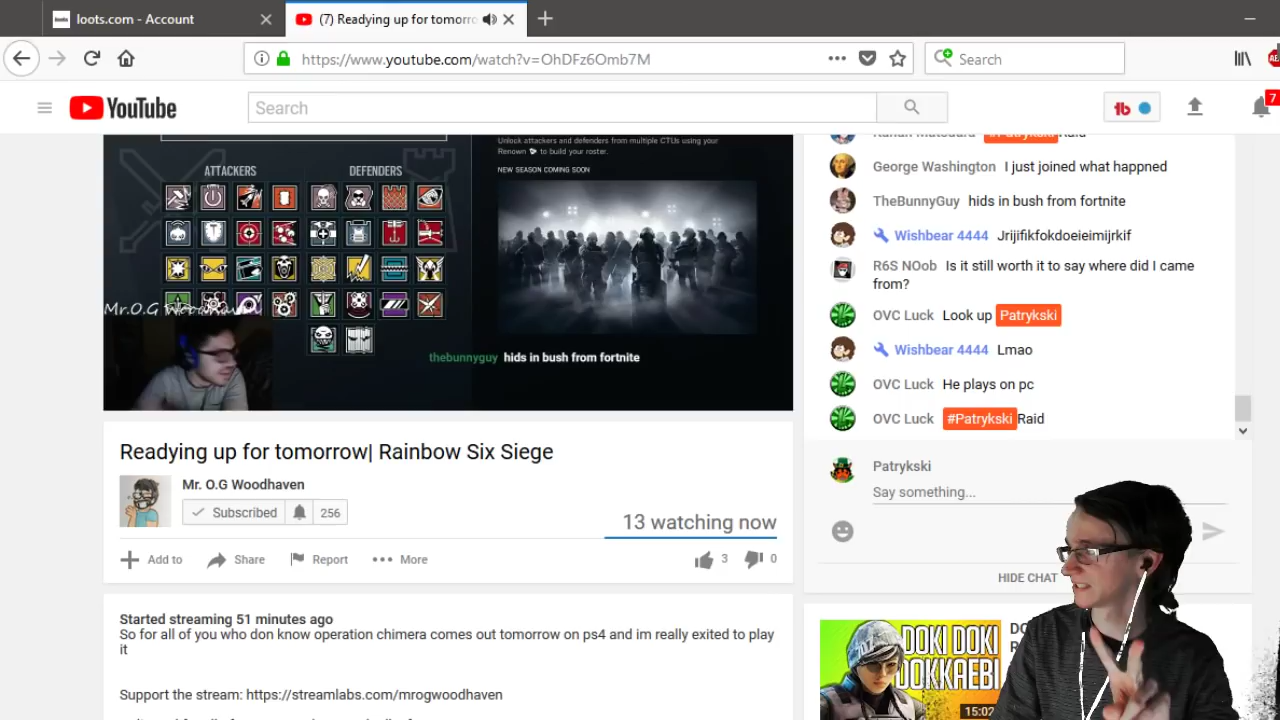 loots.com - Account
(7) Readying up for tomorro
https://www.youtube.com/watch?v=OhDFz6Omb7M
Search
YouTube
Search
7
Unlock attackers and defenders from multiple CTUs using your
Renown to build your roster.
NEW SEASON COMING SOON
ATTACKERS
DEFENDERS
Mr.O.G Woodhaven
thebunnyguy hids in bush from fortnite
Raid
George Washington I just joined what happned
TheBunnyGuy hids in bush from fortnite
Wishbear 4444 Jrijifikfokdoeieimijrkif
R6S NOob Is it still worth it to say where did I came
from?
OVC Luck Look up Patrykski
Wishbear 4444 Lmao
OVC Luck He plays on pc
OVC Luck #Patrykski Raid
Patrykski
Say something...
HIDE CHAT
Readying up for tomorrow| Rainbow Six Siege
Mr. O.G Woodhaven
Subscribed 256
13 watching now
Add to Share Report More 3 0
Started streaming 51 minutes ago
So for all of you who don know operation chimera comes out tomorrow on ps4 and im really exited to play
it
Support the stream: https://streamlabs.com/mrogwoodhaven
DOKI DOKI
DOKKAEBI
15:02